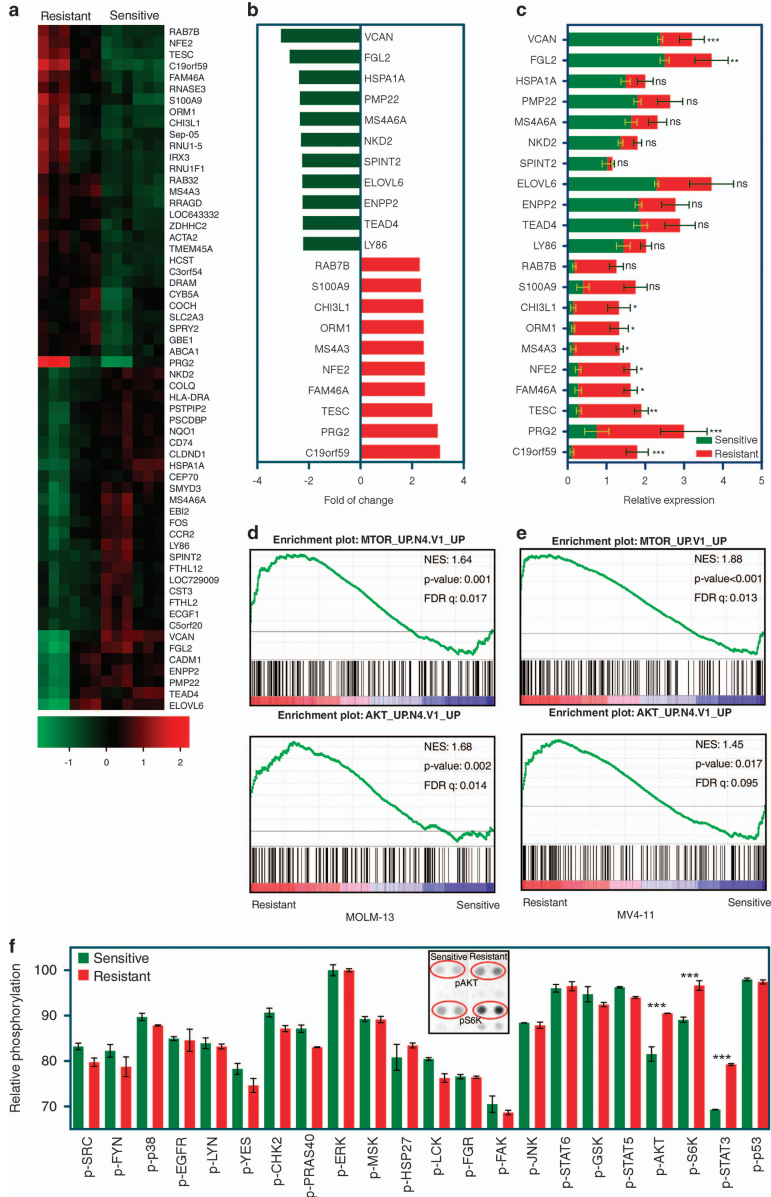 a
Resistant Sensitive
RAB7B
NFE2
TESC
C19orf59
FAM46A
RNASE3
S100A9
ORM1
CHI3L1
Sep-05
RNU1-5
IRX3
RNU1F1
RAB32
MS4A3
RRAGD
LOC643332
ZDHHC2
ACTA2
TMEM45A
HCST
C3orf54
DRAM
CYB5A
COCH
SLC2A3
SPRY2
GBE1
ABCA1
PRG2
NKD2
COLQ
HLA-DRA
PSTPIP2
PSCDBP
NQO1
CD74
CLDND1
HSPA1A
CEP70
SMYD3
MS4A6A
EBI2
FOS
CCR2
LY86
SPINT2
FTHL12
LOC729009
CST3
FTHL2
ECGF1
C5orf20
VCAN
FGL2
CADM1
ENPP2
PMP22
TEAD4
ELOVL6
-1 0 1 2
b
VCAN
FGL2
HSPA1A
PMP22
MS4A6A
NKD2
SPINT2
ELOVL6
ENPP2
TEAD4
LY86
RAB7B
S100A9
CHI3L1
ORM1
MS4A3
NFE2
FAM46A
TESC
PRG2
C19orf59
-4 -2 0 2 4
Fold of change
c
VCAN ***
FGL2 **
HSPA1A ns
PMP22 ns
MS4A6A ns
NKD2 ns
SPINT2 ns
ELOVL6 ns
ENPP2 ns
TEAD4 ns
LY86 ns
RAB7B ns
S100A9 ns
CHI3L1 *
ORM1 *
MS4A3 *
NFE2 *
FAM46A *
TESC **
PRG2 ***
C19orf59 ***
Sensitive
Resistant
0 1 2 3 4 5
Relative expression
d
Enrichment plot: MTOR_UP.N4.V1_UP
NES: 1.64
p-value: 0.001
FDR q: 0.017
Enrichment plot: AKT_UP.N4.V1_UP
NES: 1.68
p-value: 0.002
FDR q: 0.014
Resistant Sensitive
MOLM-13
e
Enrichment plot: MTOR_UP.V1_UP
NES: 1.88
p-value<0.001
FDR q: 0.013
Enrichment plot: AKT_UP.N4.V1_UP
NES: 1.45
p-value: 0.017
FDR q: 0.095
Resistant Sensitive
MV4-11
f
Sensitive
Resistant
Sensitive Resistant
pAKT
pS6K
Relative phosphorylation
100
90
80
70
*** *** ***
p-SRC
p-FYN
p-p38
p-EGFR
p-LYN
p-YES
p-CHK2
p-PRAS40
p-ERK
p-MSK
p-HSP27
p-LCK
p-FGR
p-FAK
p-JNK
p-STAT6
p-GSK
p-STAT5
p-AKT
p-S6K
p-STAT3
p-p53